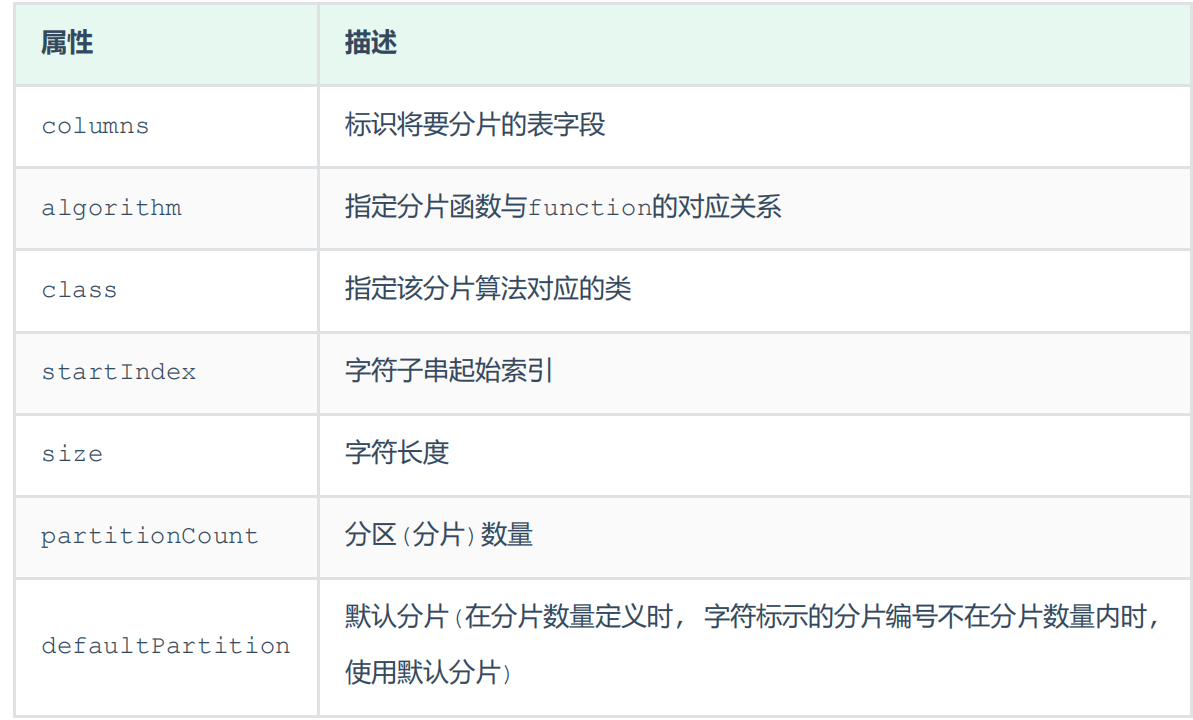 属性 描述
columns 标识将要分片的表字段
algorithm 指定分片函数与function的对应关系
class 指定该分片算法对应的类
startIndex 字符子串起始索引
size 字符长度
partitionCount 分区(分片)数量
defaultPartition 默认分片(在分片数量定义时, 字符标示的分片编号不在分片数量内时,
使用默认分片)